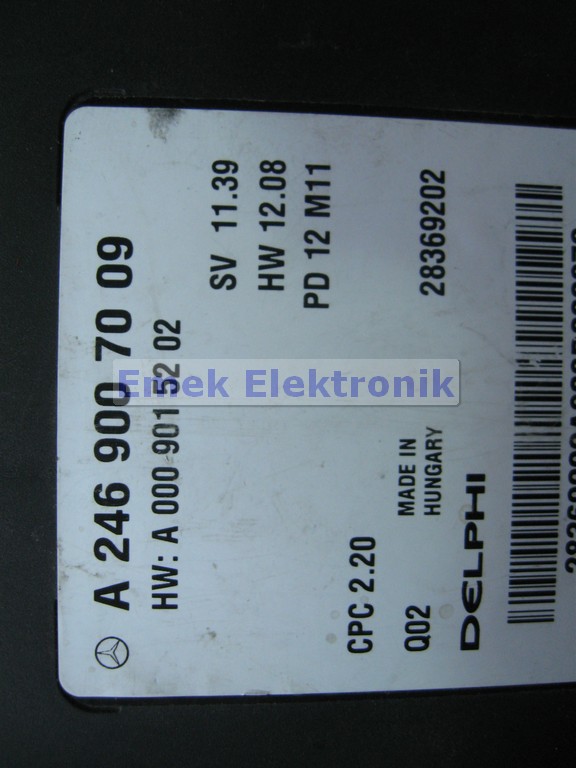 A 246 900 70 09
HW: A 000 901 52 02
SV 11.39
HW 12.08
PD 12 M11
CPC 2.20
28369202
Q02
MADE IN
HUNGARY
DELPHI
Emek Elektronik